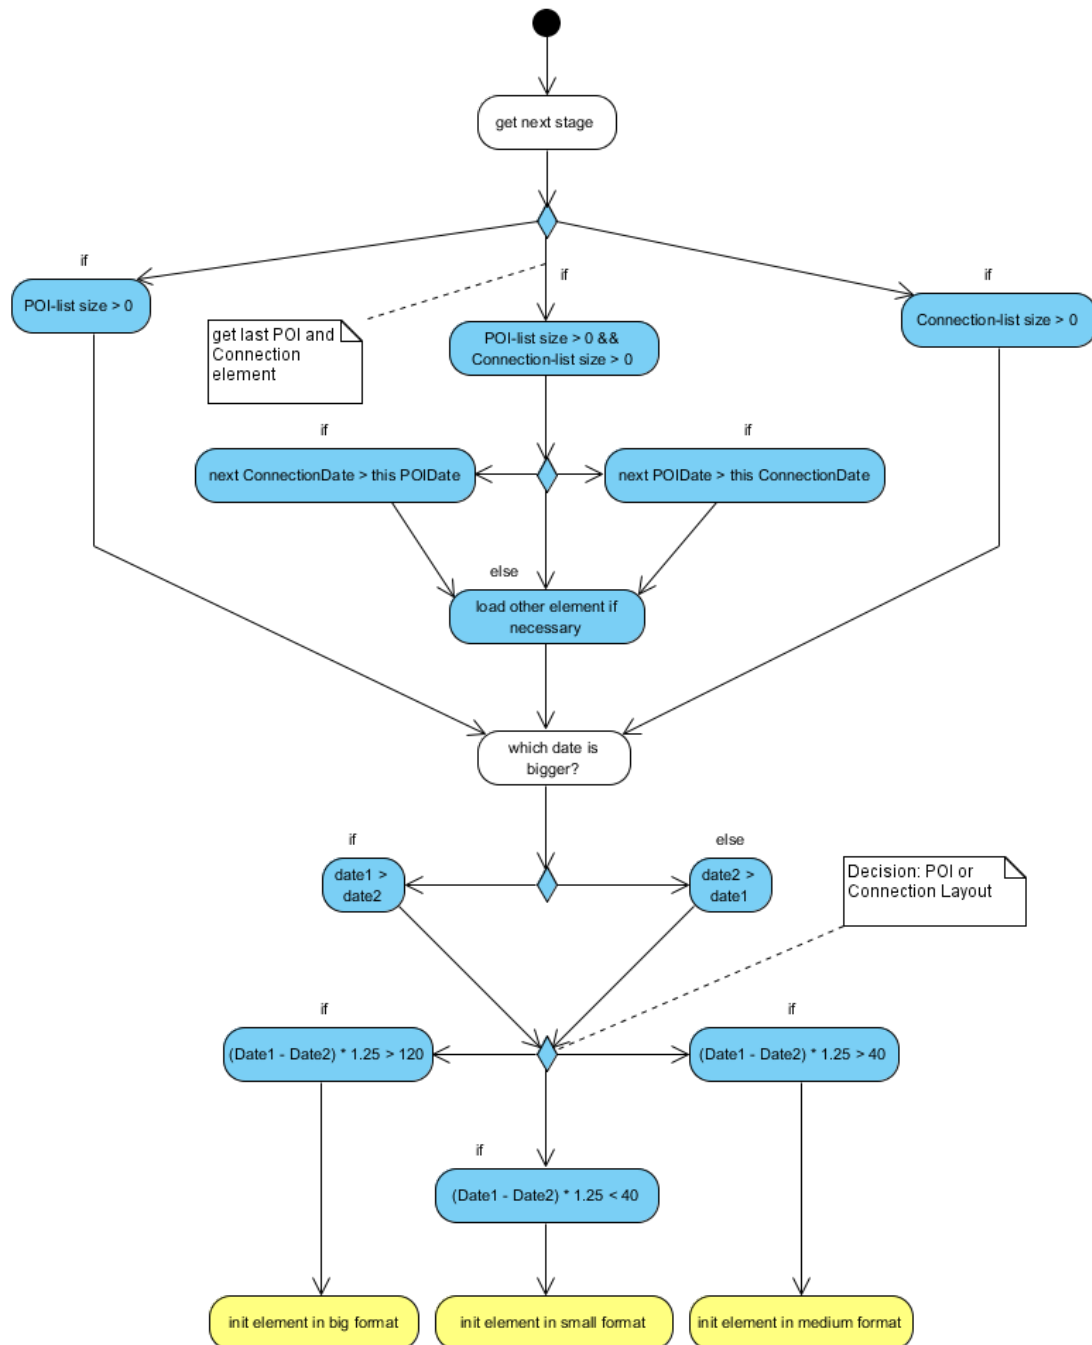 get next stage
if
POI-list size > 0
if
if
Connection-list size > 0
get last POI and
Connection
element
POI-list size > 0 &&
Connection-list size > 0
if
next ConnectionDate > this POIDate
if
next POIDate > this ConnectionDate
else
load other element if
necessary
which date is
bigger?
if
date1 >
date2
else
date2 >
date1
Decision: POI or
Connection Layout
if
(Date1 - Date2) * 1.25 > 120
if
(Date1 - Date2) * 1.25 > 40
if
(Date1 - Date2) * 1.25 < 40
init element in big format
init element in small format
init element in medium format